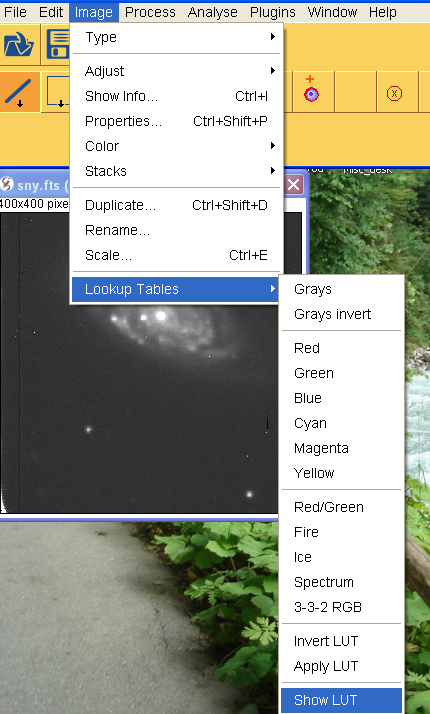 File Edit Image Process Analyse Plugins Window Help
Type
Adjust
Show Info... Ctrl+I
Properties... Ctrl+Shift+P
Color
Stacks
Duplicate... Ctrl+Shift+D
Rename...
Scale... Ctrl+E
Lookup Tables
sny.fts (
misc_desk
400x400 pixe
Grays
Grays invert
Red
Green
Blue
Cyan
Magenta
Yellow
Red/Green
Fire
Ice
Spectrum
3-3-2 RGB
Invert LUT
Apply LUT
Show LUT